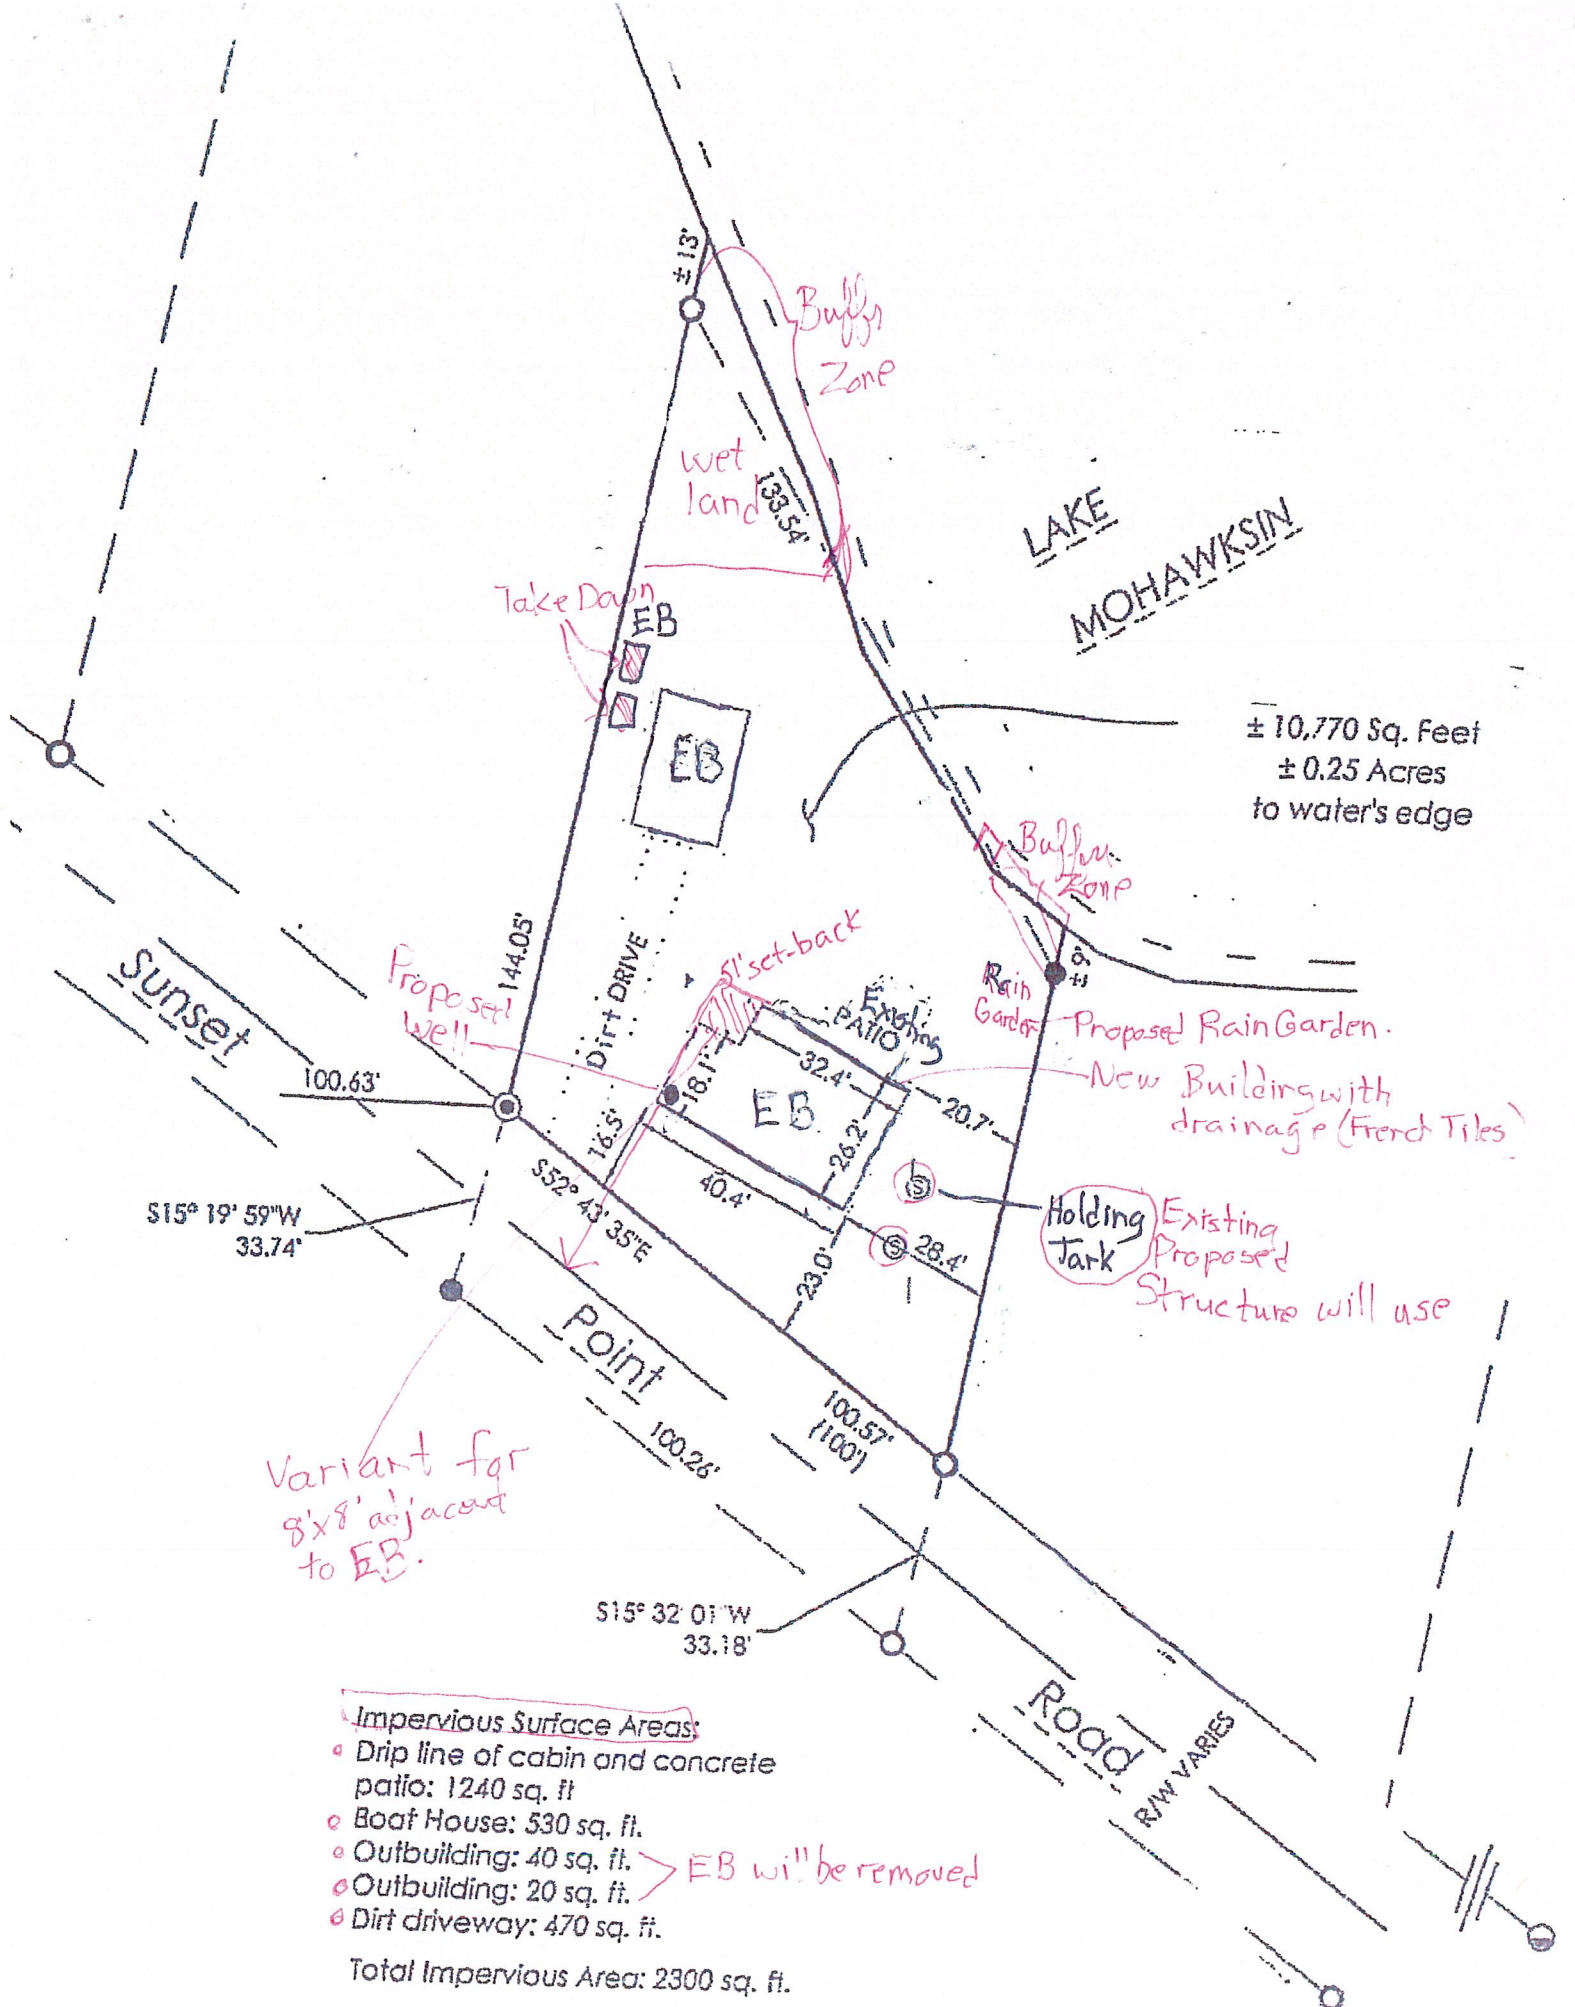 ± 13'
Buffr
Zone
wet
land
133.54'
LAKE
MOHAWKSIN
Take Down
EB
EB
± 10,770 Sq. Feet
± 0.25 Acres
to water's edge
Buffer
Zone
144.05'
51' set-back
Sunset
Proposed
Well
Dirt DRIVE
Existing
PATIO
Rain
Garden
± 9'
Proposed Rain Garden.
100.63'
18.1'
32.4'
EB
New Building with
drainage (French Tiles)
20.7'
26.2'
16.5'
40.4'
S
S15° 19' 59"W
33.74'
S52° 43' 35"E
Holding
Tank
Existing
Proposed
Structure will use
S
28.4'
23.0'
Point
100.57'
(100')
100.26'
Variant for
8'x8' adjacent
to EB.
S15° 32' 01"W
33.18'
Road
R/W VARIES
Impervious Surface Areas:
Drip line of cabin and concrete
patio: 1240 sq. ft
Boat House: 530 sq. ft.
Outbuilding: 40 sq. ft.
Outbuilding: 20 sq. ft.
EB will be removed
Dirt driveway: 470 sq. ft.
Total Impervious Area: 2300 sq. ft.